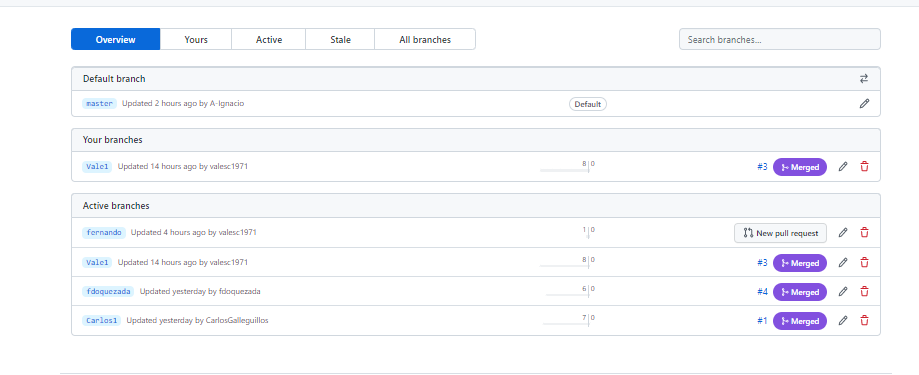 Overview Yours Active Stale All branches Search branches...
Default branch
master Updated 2 hours ago by A-Ignacio Default
Your branches
Vale1 Updated 14 hours ago by valesc1971 8 0 #3 Merged
Active branches
fernando Updated 4 hours ago by valesc1971 1 0 New pull request
Vale1 Updated 14 hours ago by valesc1971 8 0 #3 Merged
fdoquezada Updated yesterday by fdoquezada 6 0 #4 Merged
Carlos1 Updated yesterday by CarlosGalleguillos 7 0 #1 Merged